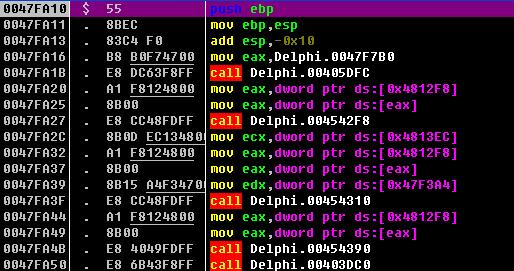 0047FA10 $ 55 push ebp
0047FA11 . 8BEC mov ebp,esp
0047FA13 . 83C4 F0 add esp,-0x10
0047FA16 . B8 B0F74700 mov eax,Delphi.0047F7B0
0047FA1B . E8 DC63F8FF call Delphi.00405DFC
0047FA20 . A1 F8124800 mov eax,dword ptr ds:[0x4812F8]
0047FA25 . 8B00 mov eax,dword ptr ds:[eax]
0047FA27 . E8 CC48FDFF call Delphi.004542F8
0047FA2C . 8B0D EC134800 mov ecx,dword ptr ds:[0x4813EC]
0047FA32 . A1 F8124800 mov eax,dword ptr ds:[0x4812F8]
0047FA37 . 8B00 mov eax,dword ptr ds:[eax]
0047FA39 . 8B15 A4F34700 mov edx,dword ptr ds:[0x47F3A4]
0047FA3F . E8 CC48FDFF call Delphi.00454310
0047FA44 . A1 F8124800 mov eax,dword ptr ds:[0x4812F8]
0047FA49 . 8B00 mov eax,dword ptr ds:[eax]
0047FA4B . E8 4049FDFF call Delphi.00454390
0047FA50 . E8 6B43F8FF call Delphi.00403DC0